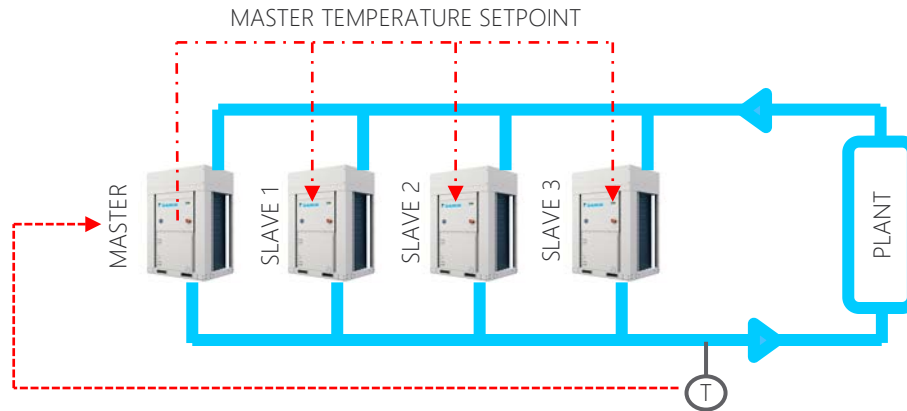 MASTER TEMPERATURE SETPOINT
MASTER
SLAVE 1
SLAVE 2
SLAVE 3
PLANT
T